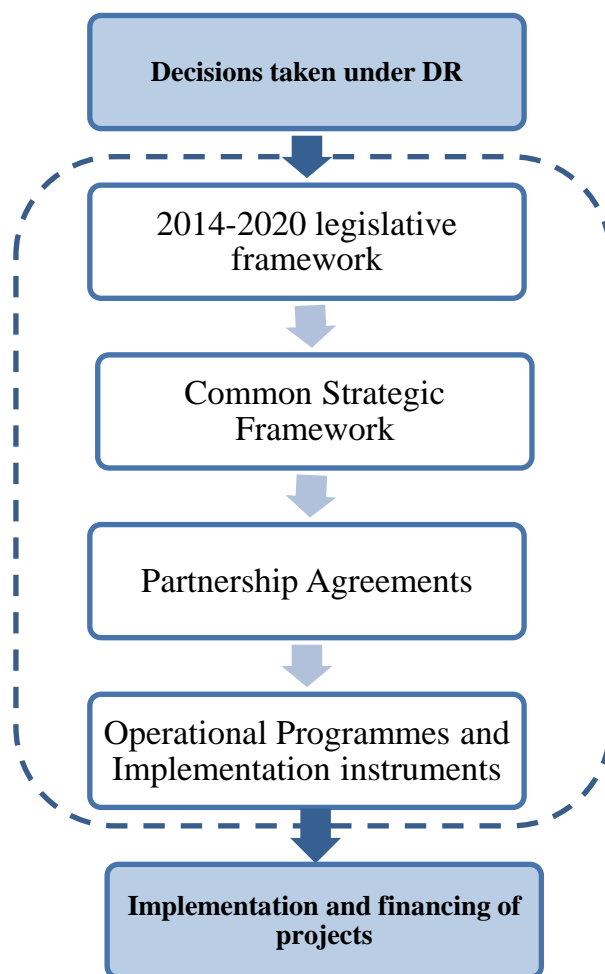 Decisions taken under DR
2014-2020 legislative
framework
Common Strategic
Framework
Partnership Agreements
Operational Programmes and
Implementation instruments
Implementation and financing of
projects